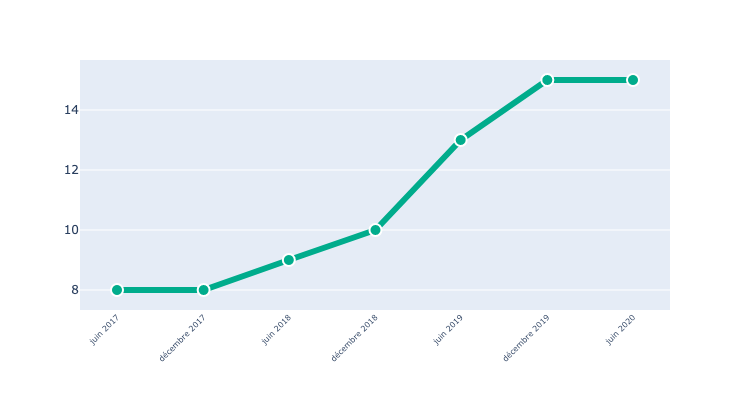 14
12
10
8
juin 2017
décembre 2017
juin 2018
décembre 2018
juin 2019
décembre 2019
juin 2020